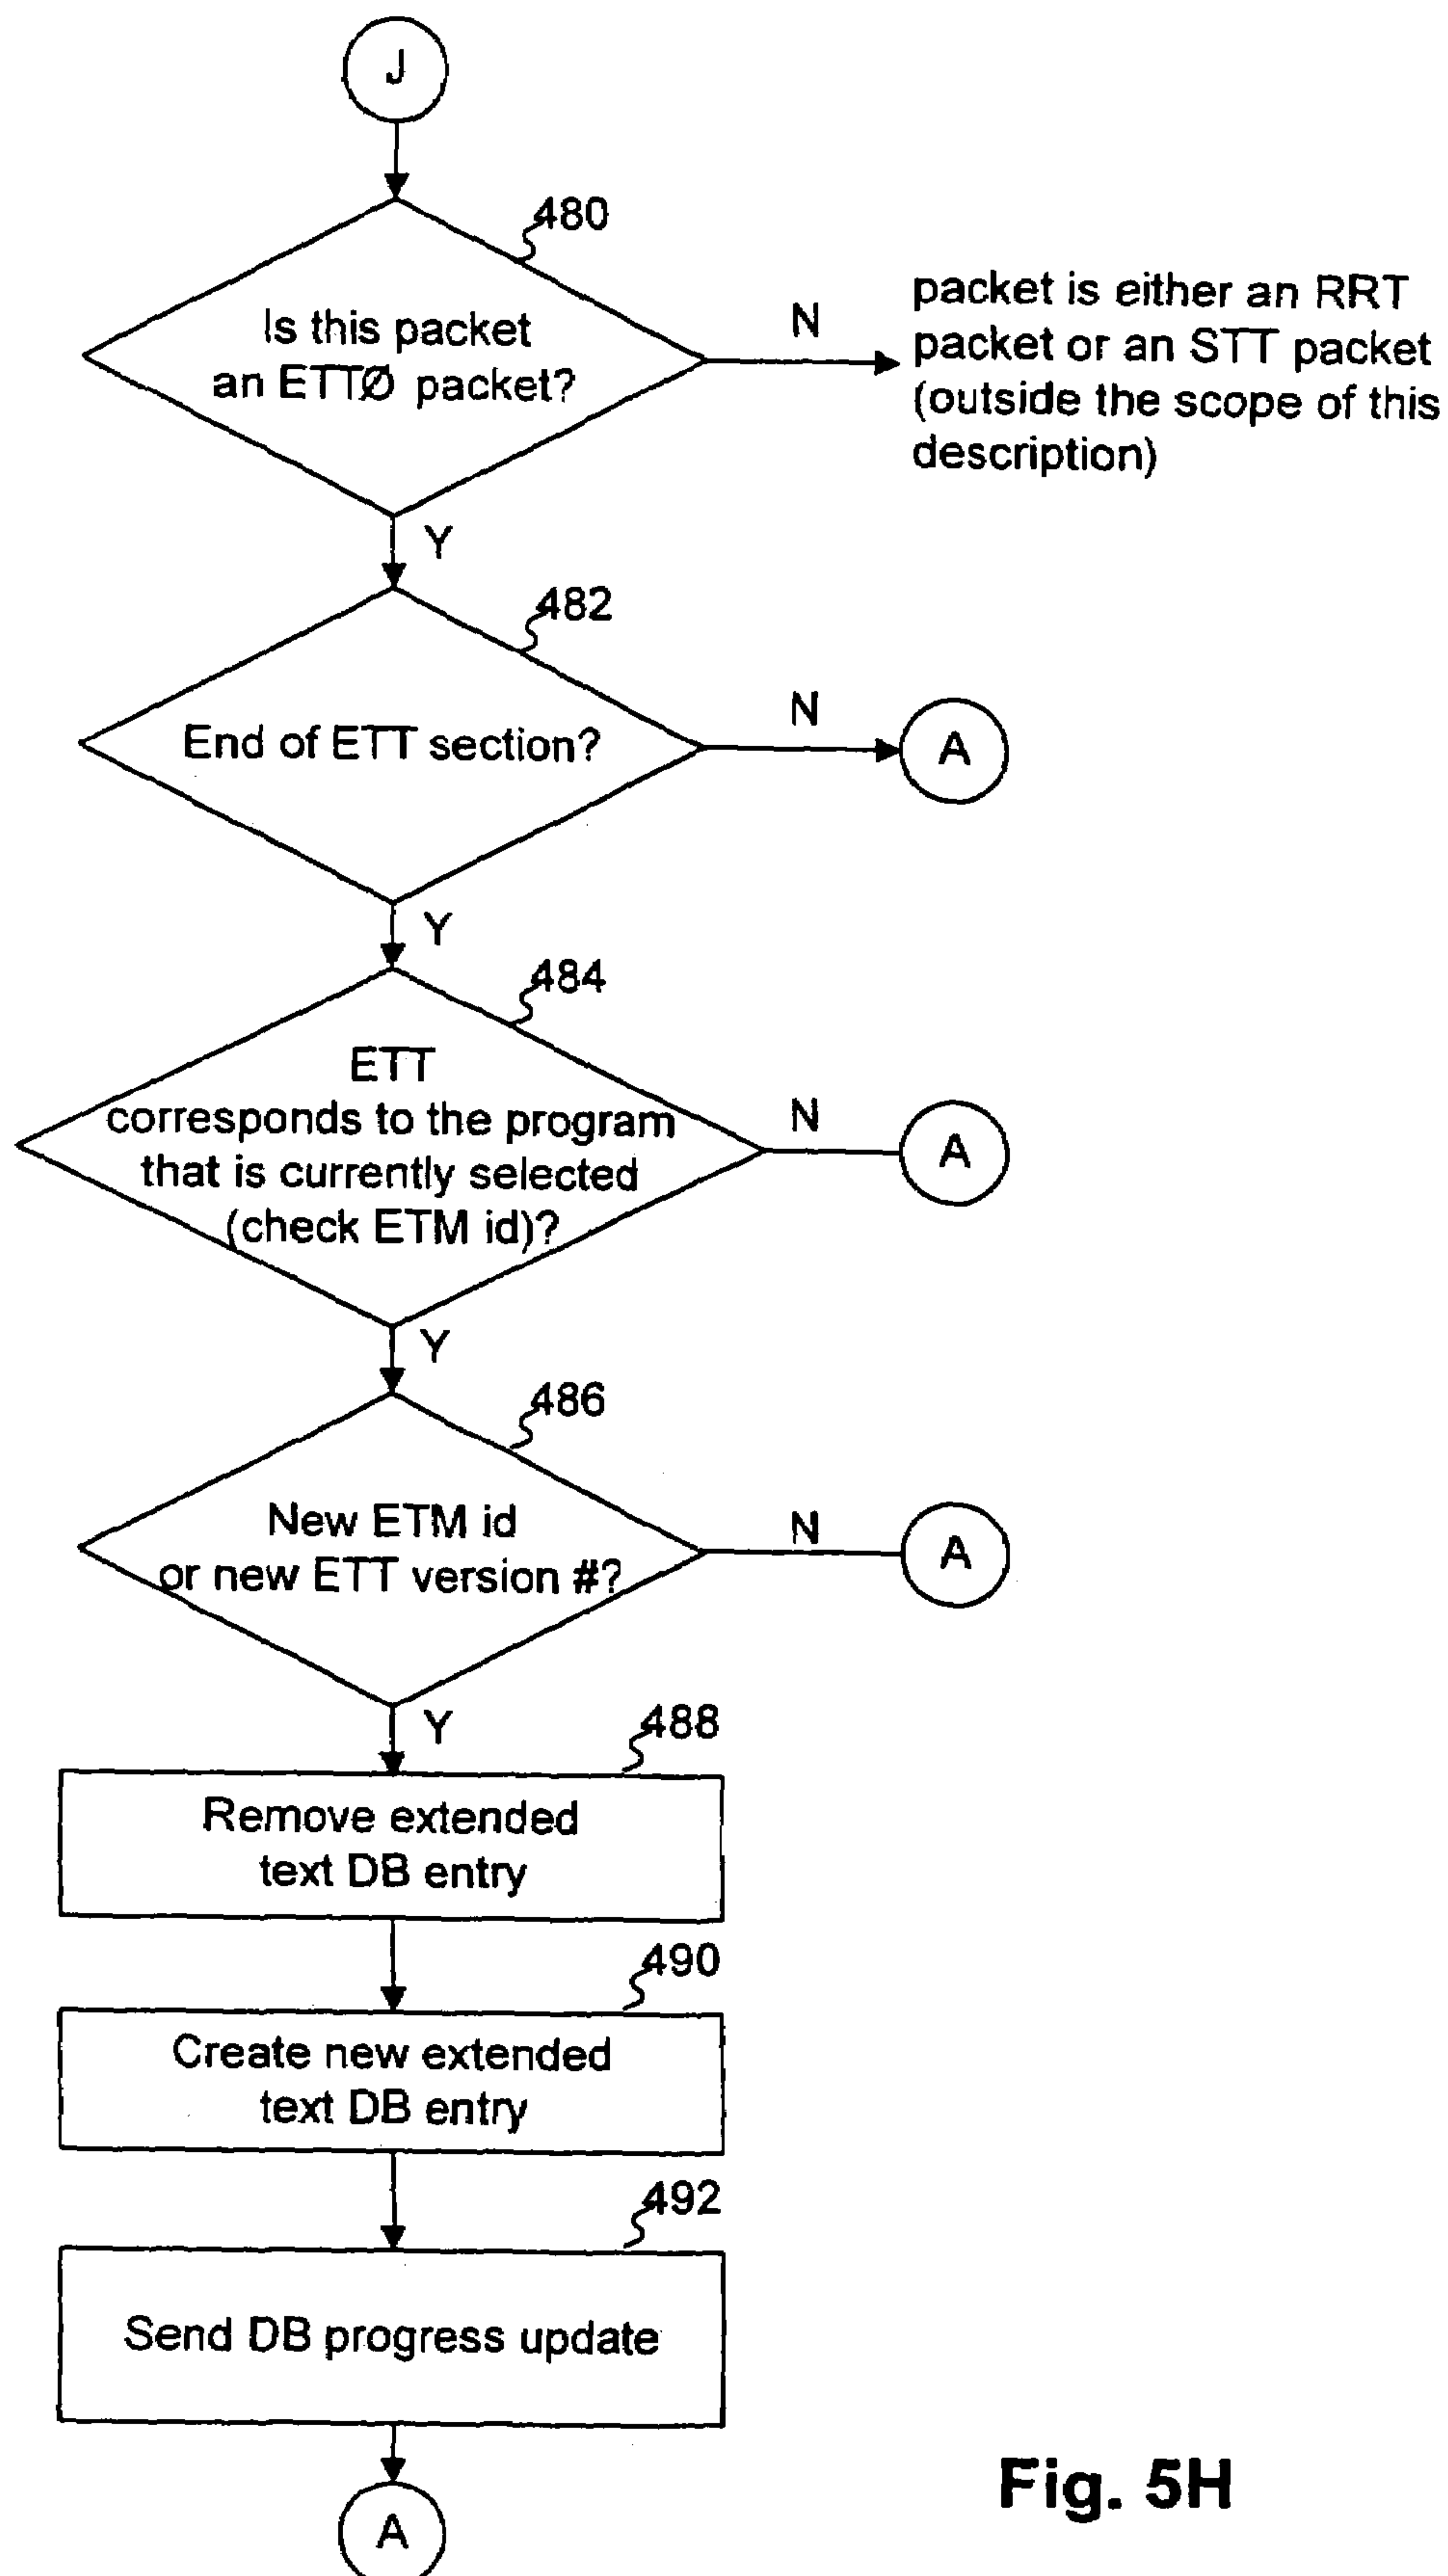 J
480
Is this packet
an ETTØ packet?
N
packet is either an RRT
packet or an STT packet
(outside the scope of this
description)
Y
482
End of ETT section?
N
A
Y
484
ETT
corresponds to the program
that is currently selected
(check ETM id)?
N
A
Y
486
New ETM id
or new ETT version #?
N
A
Y
488
Remove extended
text DB entry
490
Create new extended
text DB entry
492
Send DB progress update
A
Fig. 5H